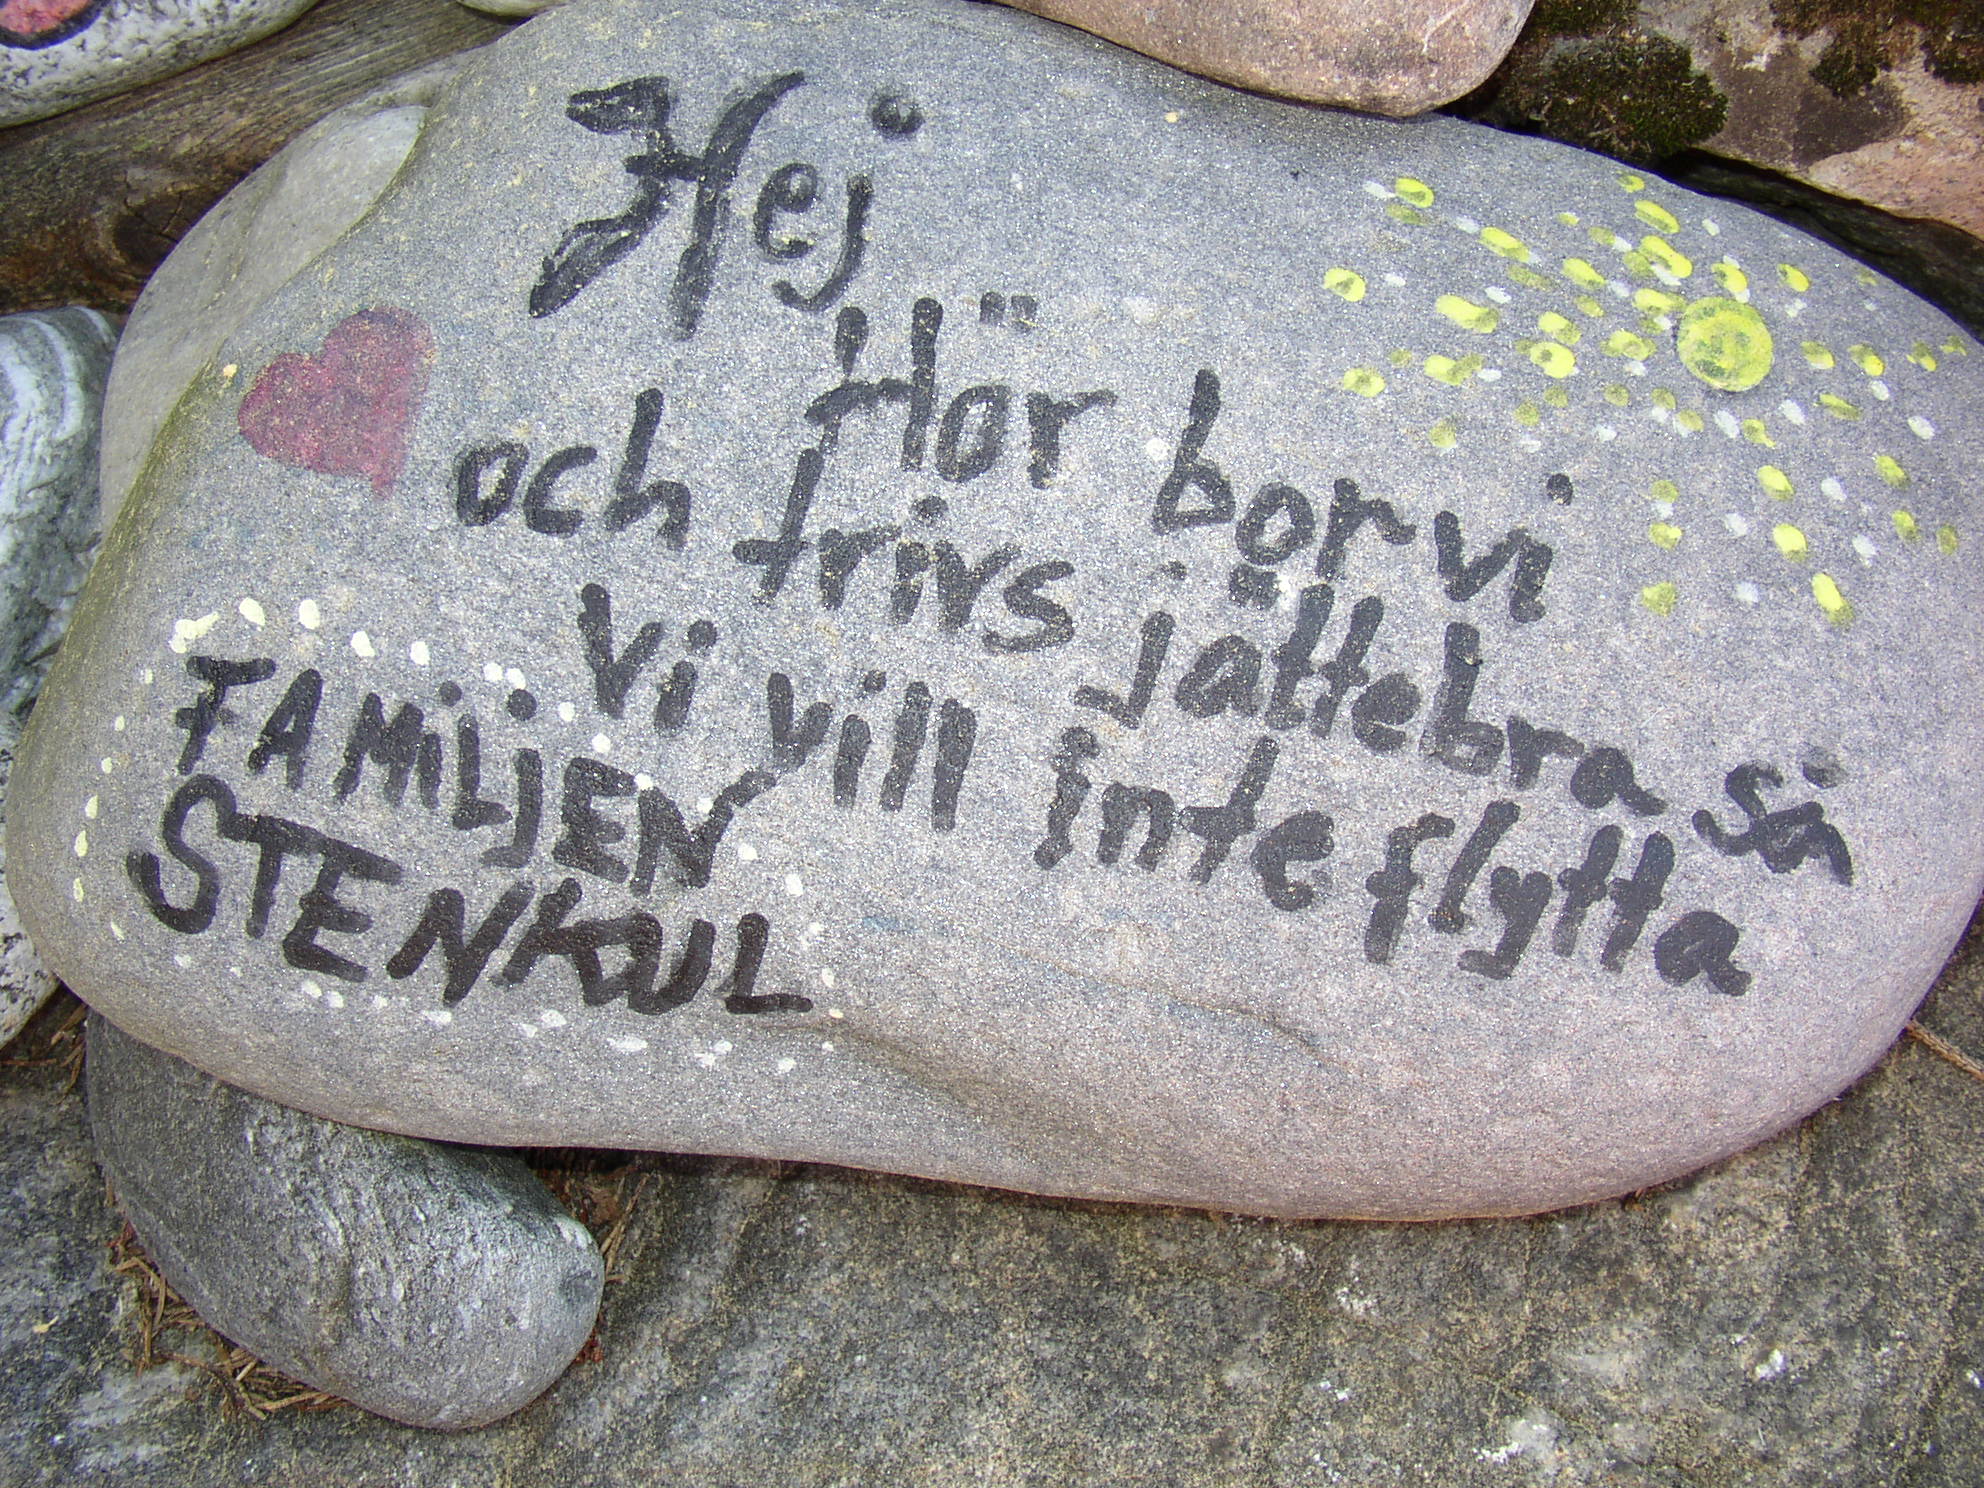 Hej
Här bor vi
och trivs jättebra så
Vi vill inte flytta
FAMiLjEN
STENKUL